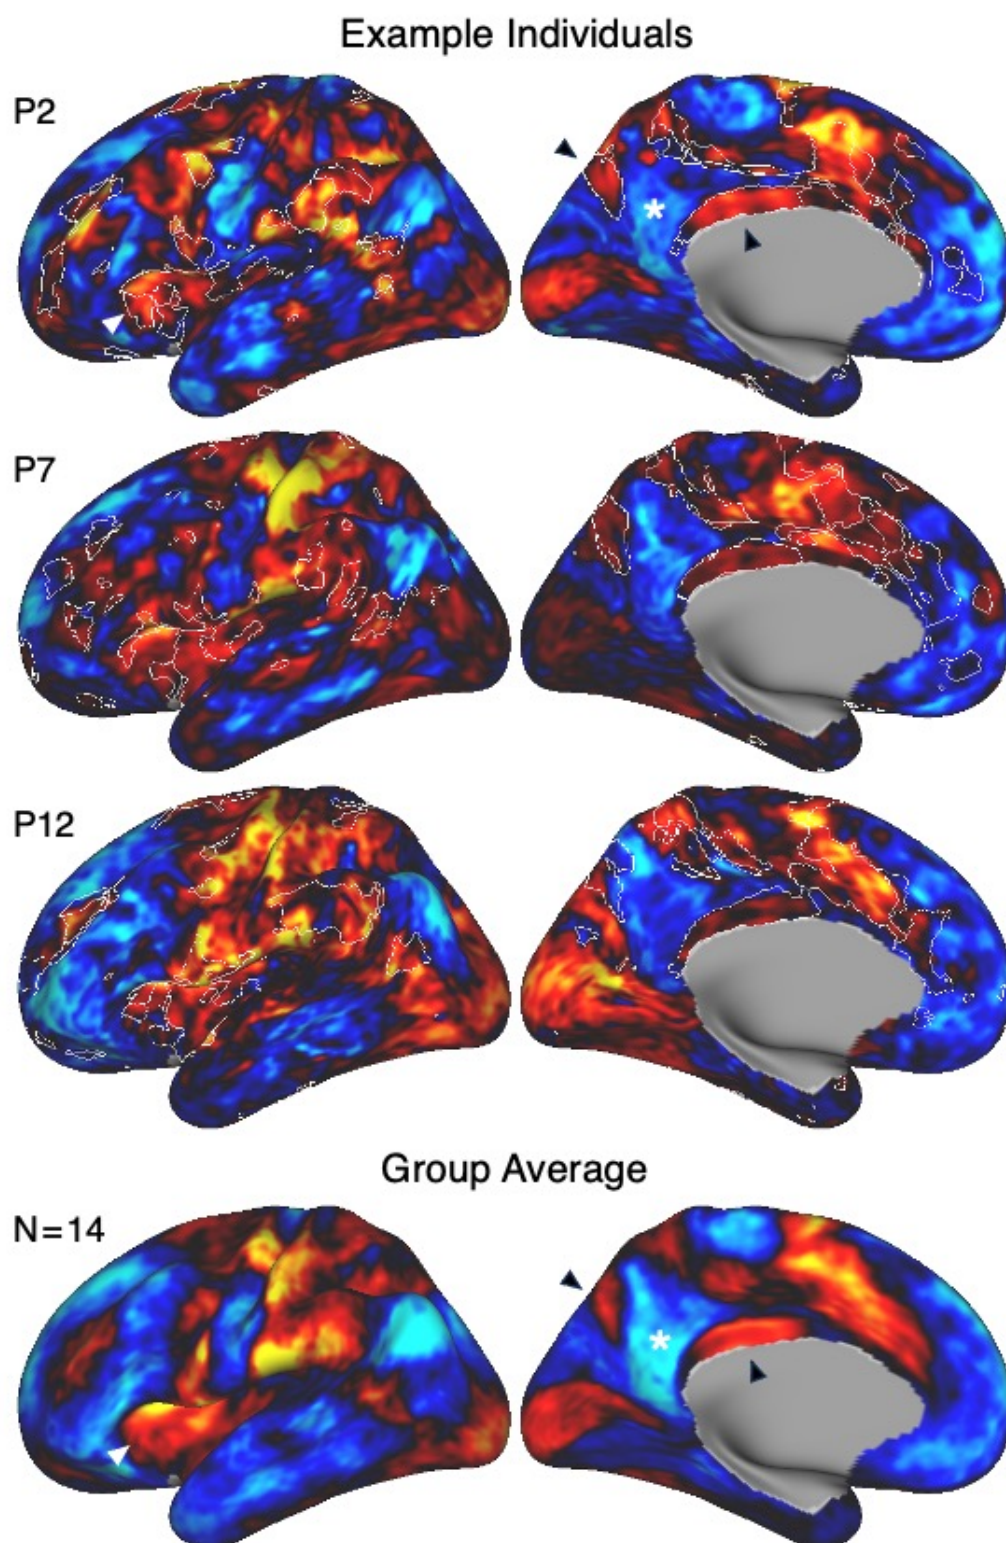 Example Individuals
P2
*
P7
P12
Group Average
N=14
*